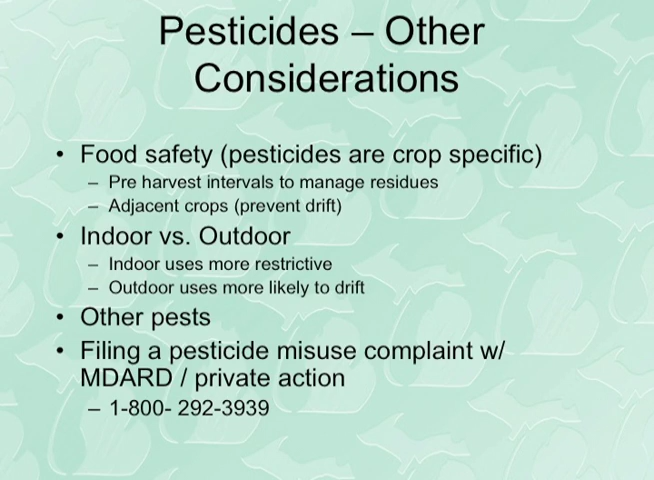 Pesticides – Other
Considerations
• Food safety (pesticides are crop specific)
– Pre harvest intervals to manage residues
– Adjacent crops (prevent drift)
• Indoor vs. Outdoor
– Indoor uses more restrictive
– Outdoor uses more likely to drift
• Other pests
• Filing a pesticide misuse complaint w/
MDARD / private action
– 1-800- 292-3939